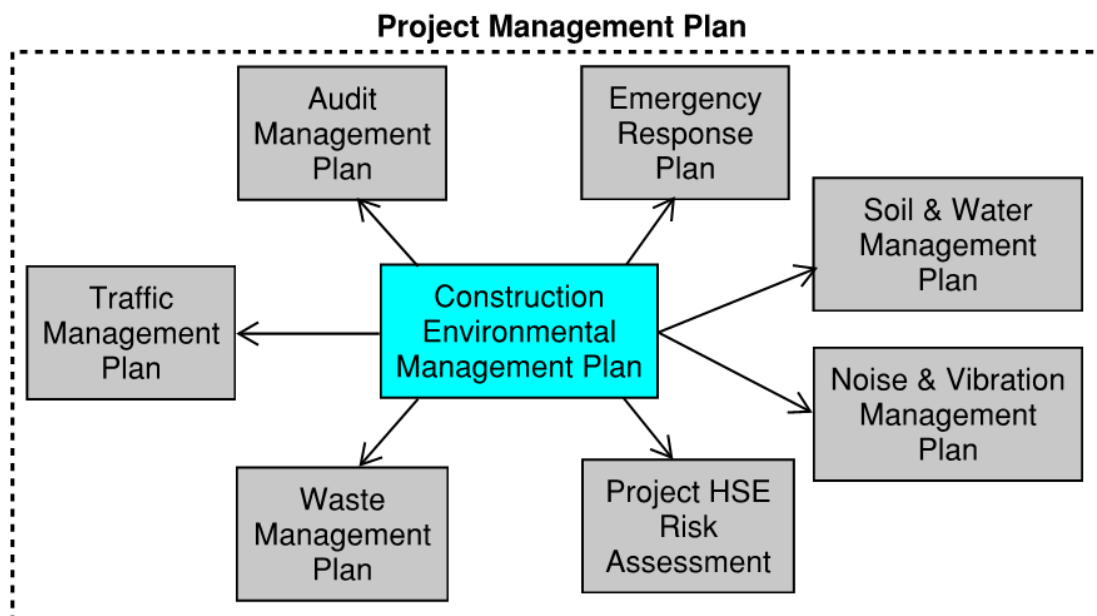 Project Management Plan
Audit
Management
Plan
Emergency
Response
Plan
Soil & Water
Management
Plan
Traffic
Management
Plan
Construction
Environmental
Management Plan
Noise & Vibration
Management
Plan
Waste
Management
Plan
Project HSE
Risk
Assessment